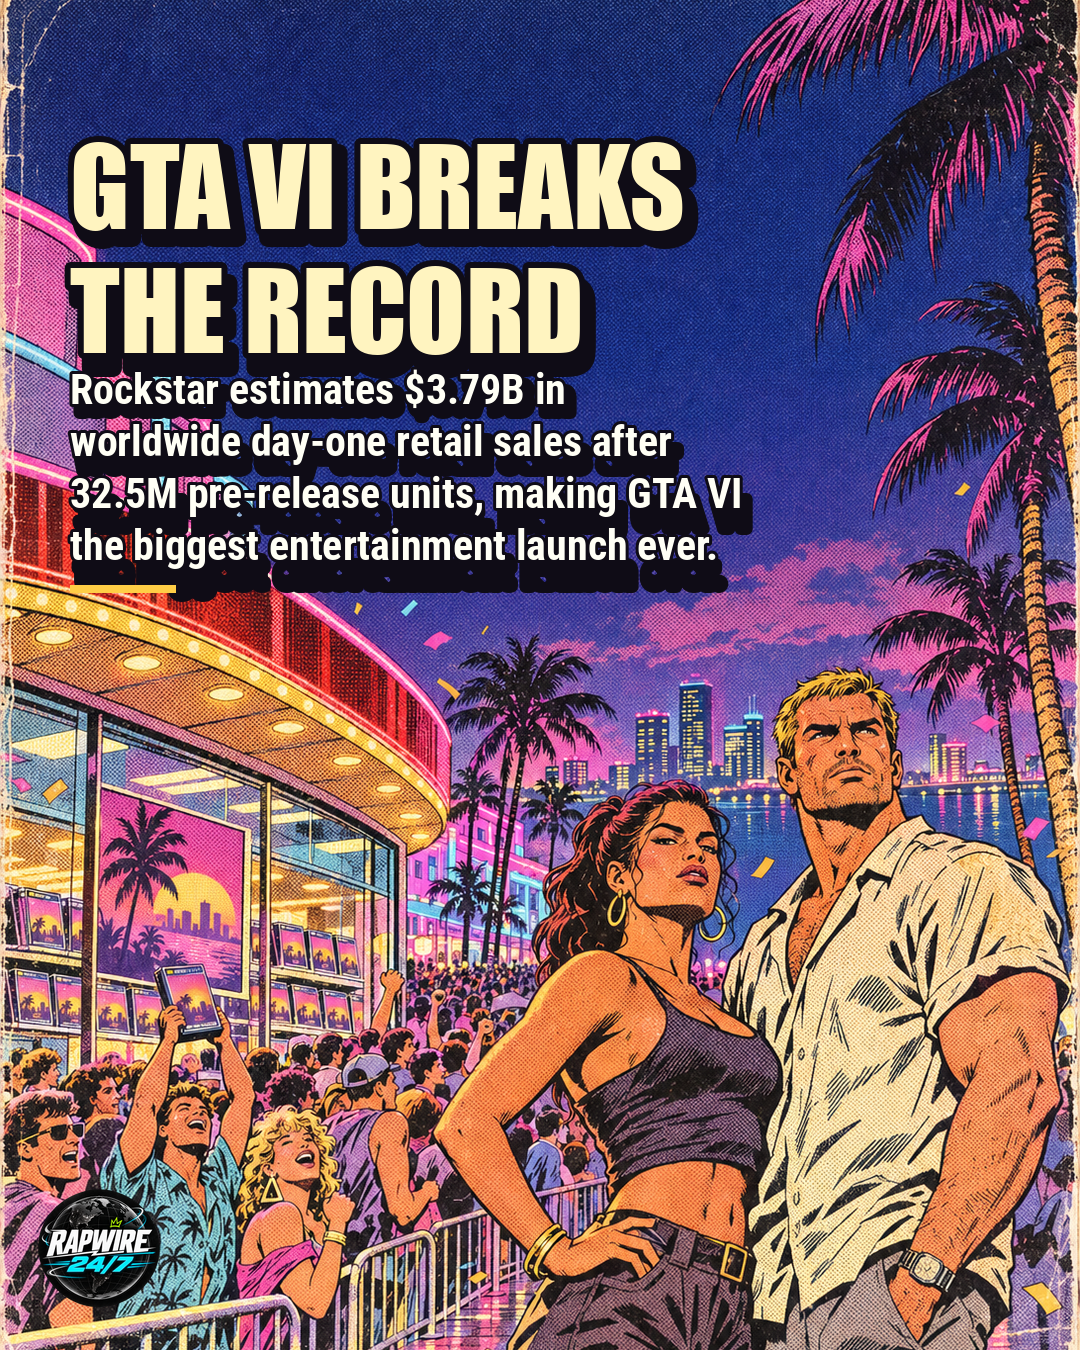 GTA VI BREAKS
THE RECORD
Rockstar estimates $3.79B in
worldwide day-one retail sales after
32.5M pre-release units, making GTA VI
the biggest entertainment launch ever.
RAPWIRE
24/7